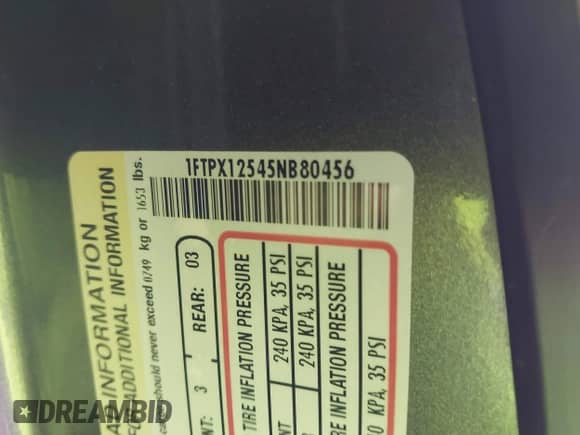 1FTPX12545NB80456
INFORMATION
ADDITIONAL INFORMATION
should never exceed 0749 kg or 1653 lbs.
3 REAR: 03
TIRE INFLATION PRESSURE
240 KPA, 35 PSI
240 KPA, 35 PSI
TIRE INFLATION PRESSURE
KPA, 35 PSI
DREAMBID